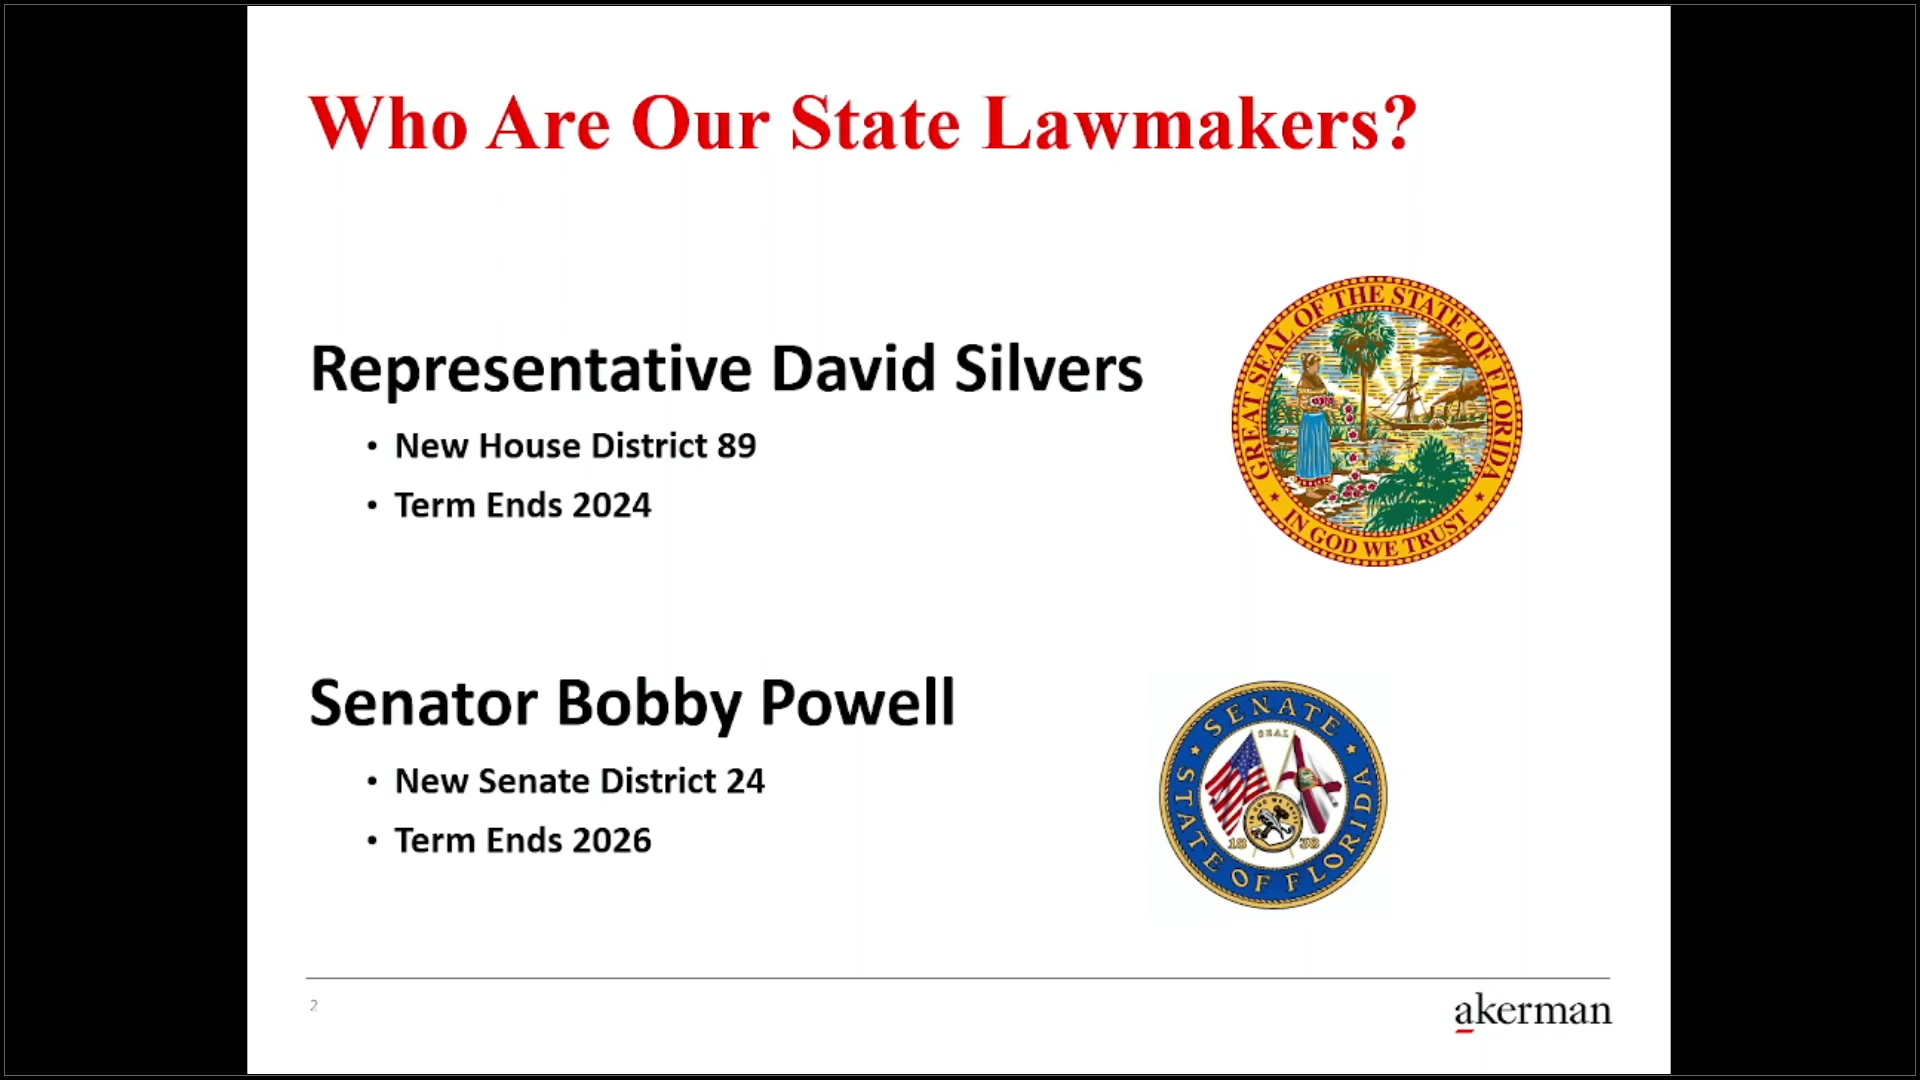 Who Are Our State Lawmakers?
Representative David Silvers
• New House District 89
• Term Ends 2024
GREAT SEAL OF THE STATE OF FLORIDA
IN GOD WE TRUST
Senator Bobby Powell
• New Senate District 24
• Term Ends 2026
SENATE
SEAL
STATE OF FLORIDA
2
akerman